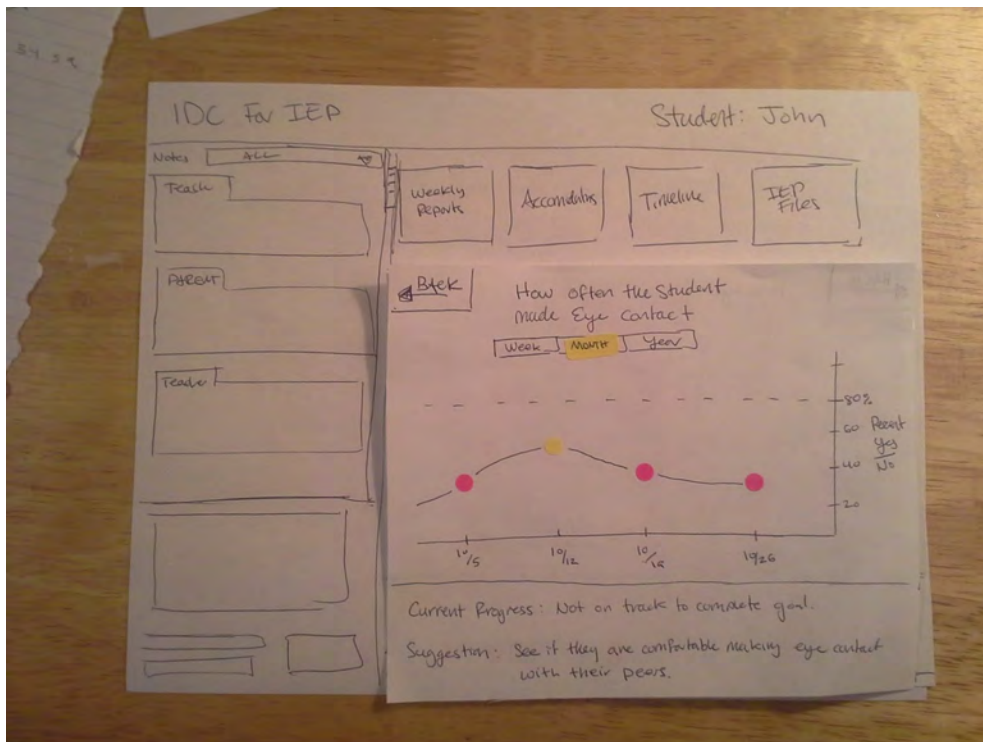 IDC For IEP
Student: John
Notes ALL
Teach
Parent
Teacher
Weekly
Reports
Timeline
IEP
Files
Back
How often the Student
made Eye Contact
Week Month Year
80%
60
40
20
Percent
Yes
No
10/5 10/12 10/19 10/26
Current Progress: Not on track to complete goal.
Suggestion: See if they are comfortable making eye contact
with their peers.